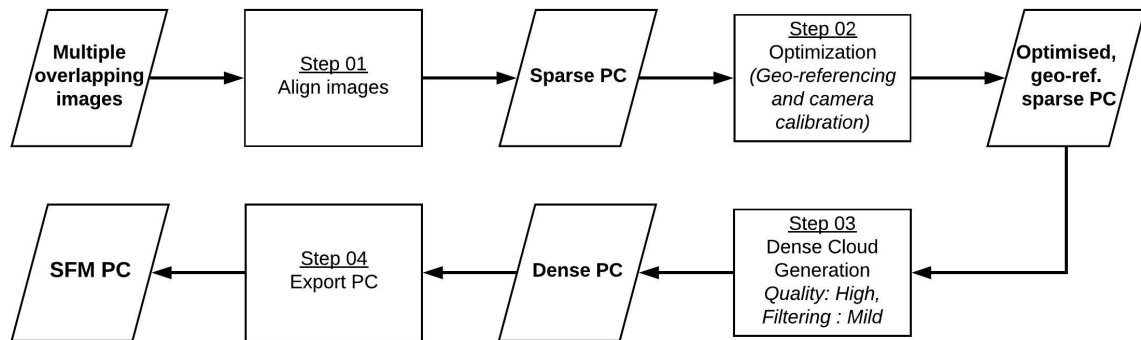 Multiple
overlapping
images
Step 01
Align images
Sparse PC
Step 02
Optimization
(Geo-referencing
and camera
calibration)
Optimised,
geo-ref.
sparse PC
Step 03
Dense Cloud
Generation
Quality: High,
Filtering : Mild
Dense PC
Step 04
Export PC
SFM PC